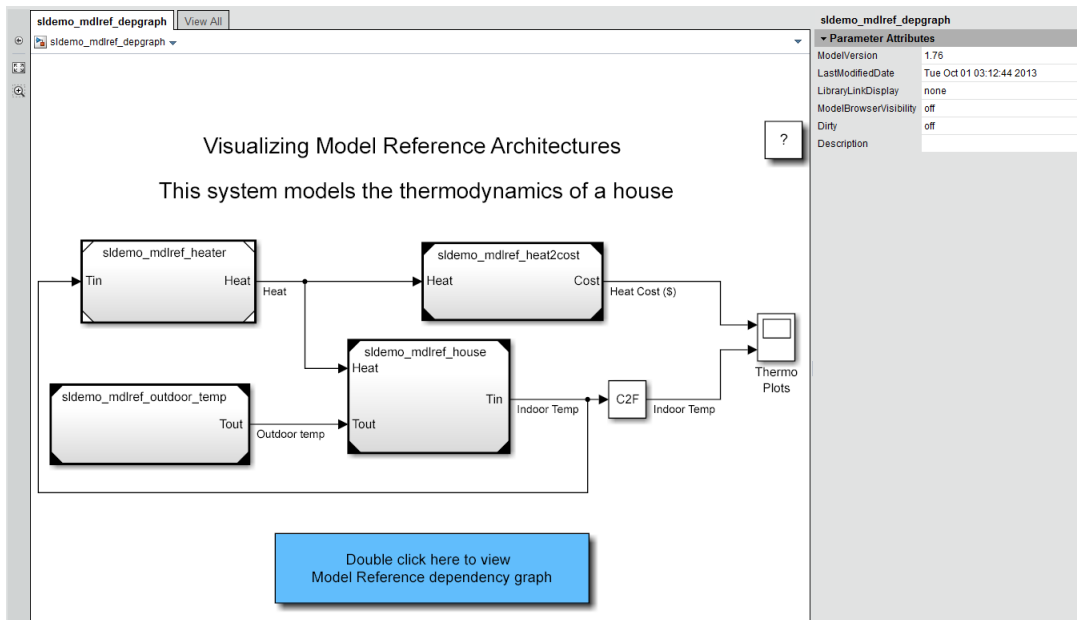 sldemo_mdlref_depgraph
View All
sldemo_mdlref_depgraph
Visualizing Model Reference Architectures
?
This system models the thermodynamics of a house
sldemo_mdlref_heater
Tin
Heat
Heat
sldemo_mdlref_heat2cost
Heat
Cost
Heat Cost ($)
sldemo_mdlref_house
Heat
Tin
Tout
Indoor Temp
sldemo_mdlref_outdoor_temp
Tout
Outdoor temp
C2F
Indoor Temp
Thermo
Plots
Double click here to view
Model Reference dependency graph
sldemo_mdlref_depgraph
Parameter Attributes
ModelVersion 1.76
LastModifiedDate Tue Oct 01 03:12:44 2013
LibraryLinkDisplay none
ModelBrowserVisibility off
Dirty off
Description